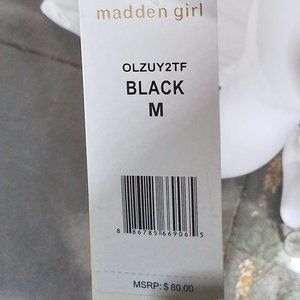 madden girl
OLZUY2TF
BLACK
M
8 86785 66906 5
MSRP: $ 80.00